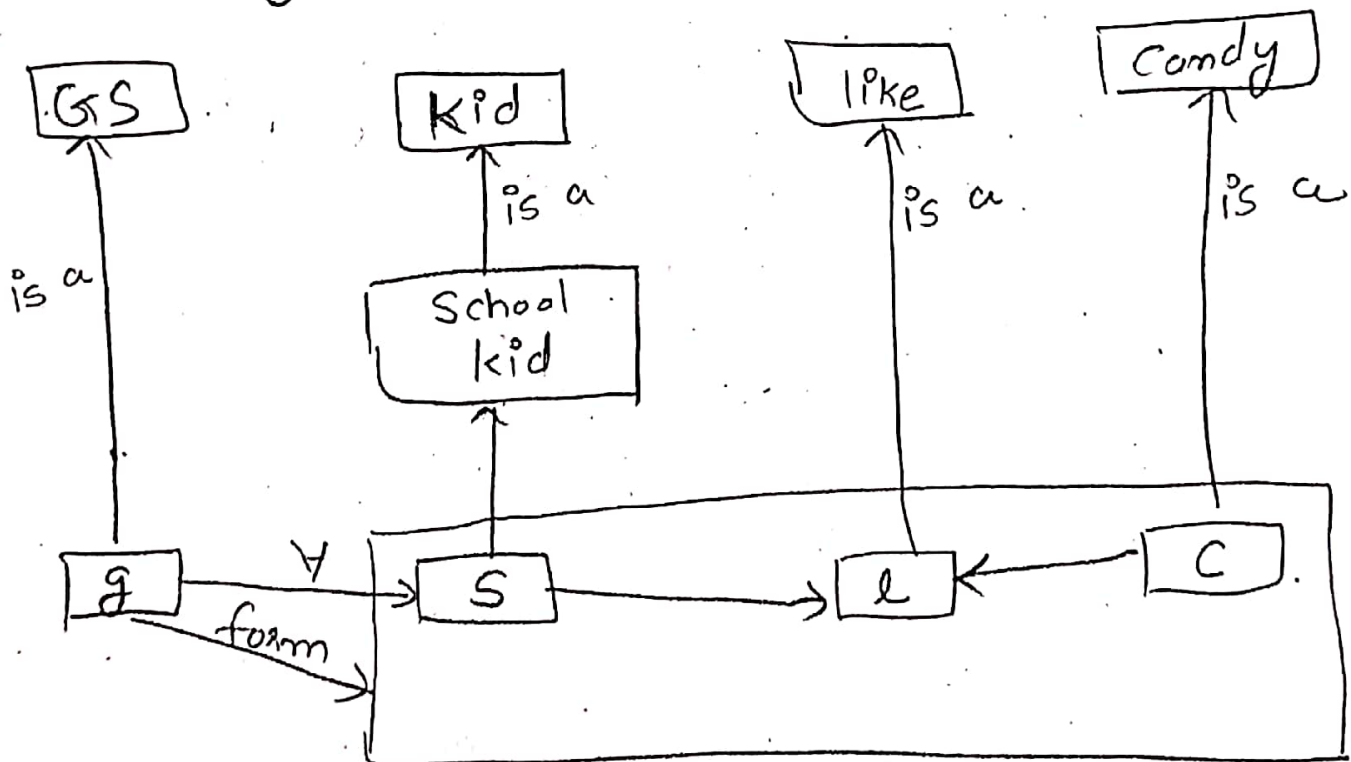 GS
kid
like
Candy
is a
is a
is a
is a
School
kid
g
∀
S
l
C
form